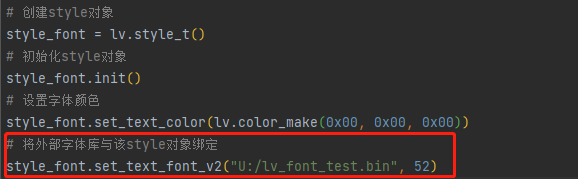 # 创建style对象
style_font = lv.style_t()
# 初始化style对象
style_font.init()
# 设置字体颜色
style_font.set_text_color(lv.color_make(0x00, 0x00, 0x00))
# 将外部字体库与该style对象绑定
style_font.set_text_font_v2("U:/lv_font_test.bin", 52)